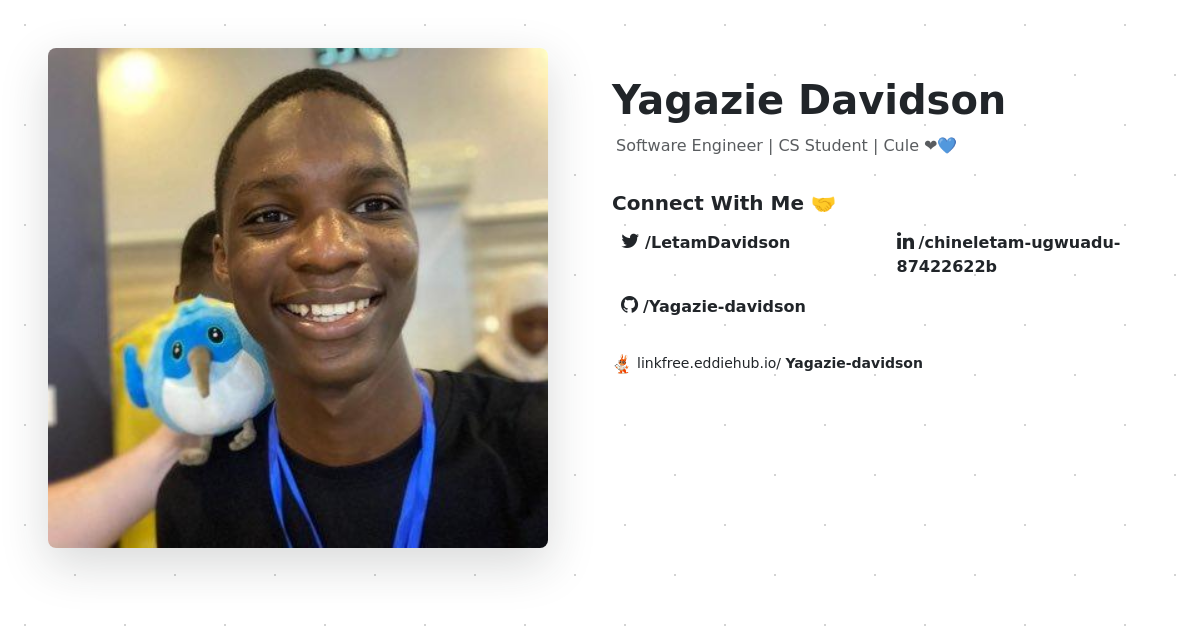 Yagazie Davidson
Software Engineer | CS Student | Cule ❤💙
Connect With Me 🤝
/LetamDavidson
/chineletam-ugwuadu-
87422622b
/Yagazie-davidson
linkfree.eddiehub.io/ Yagazie-davidson